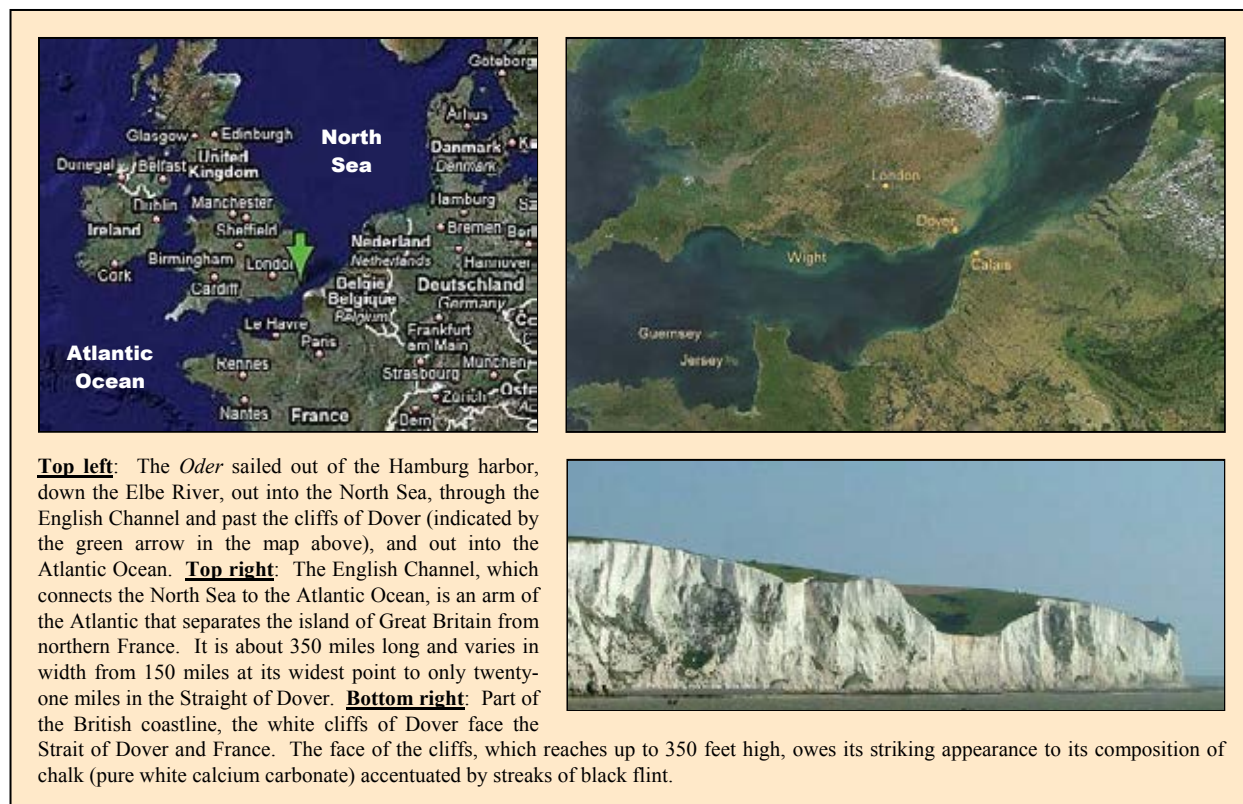 Göteborg
North
Sea
Århus
Glasgow
Edinburgh
Danmark
Denmark
United
Kingdom
Dunegal
Belfast
Hamburg
Dublin
Manchester
Bremen
Berl
Ireland
Sheffield
Nederland
Netherlands
Hannover
Birmingham
London
Cork
Cardiff
België
Belgique
Belgium
Deutschland
Germany
Le Havre
Paris
Frankfurt
am Main
Atlantic
Ocean
Rennes
Strasbourg
München
Zürich
Nantes
France
Bern
London
Dover
Wight
Calais
Guernsey
Jersey
Top left: The Oder sailed out of the Hamburg harbor,
down the Elbe River, out into the North Sea, through the
English Channel and past the cliffs of Dover (indicated by
the green arrow in the map above), and out into the
Atlantic Ocean. Top right: The English Channel, which
connects the North Sea to the Atlantic Ocean, is an arm of
the Atlantic that separates the island of Great Britain from
northern France. It is about 350 miles long and varies in
width from 150 miles at its widest point to only twenty-
one miles in the Straight of Dover. Bottom right: Part of
the British coastline, the white cliffs of Dover face the
Strait of Dover and France. The face of the cliffs, which reaches up to 350 feet high, owes its striking appearance to its composition of
chalk (pure white calcium carbonate) accentuated by streaks of black flint.